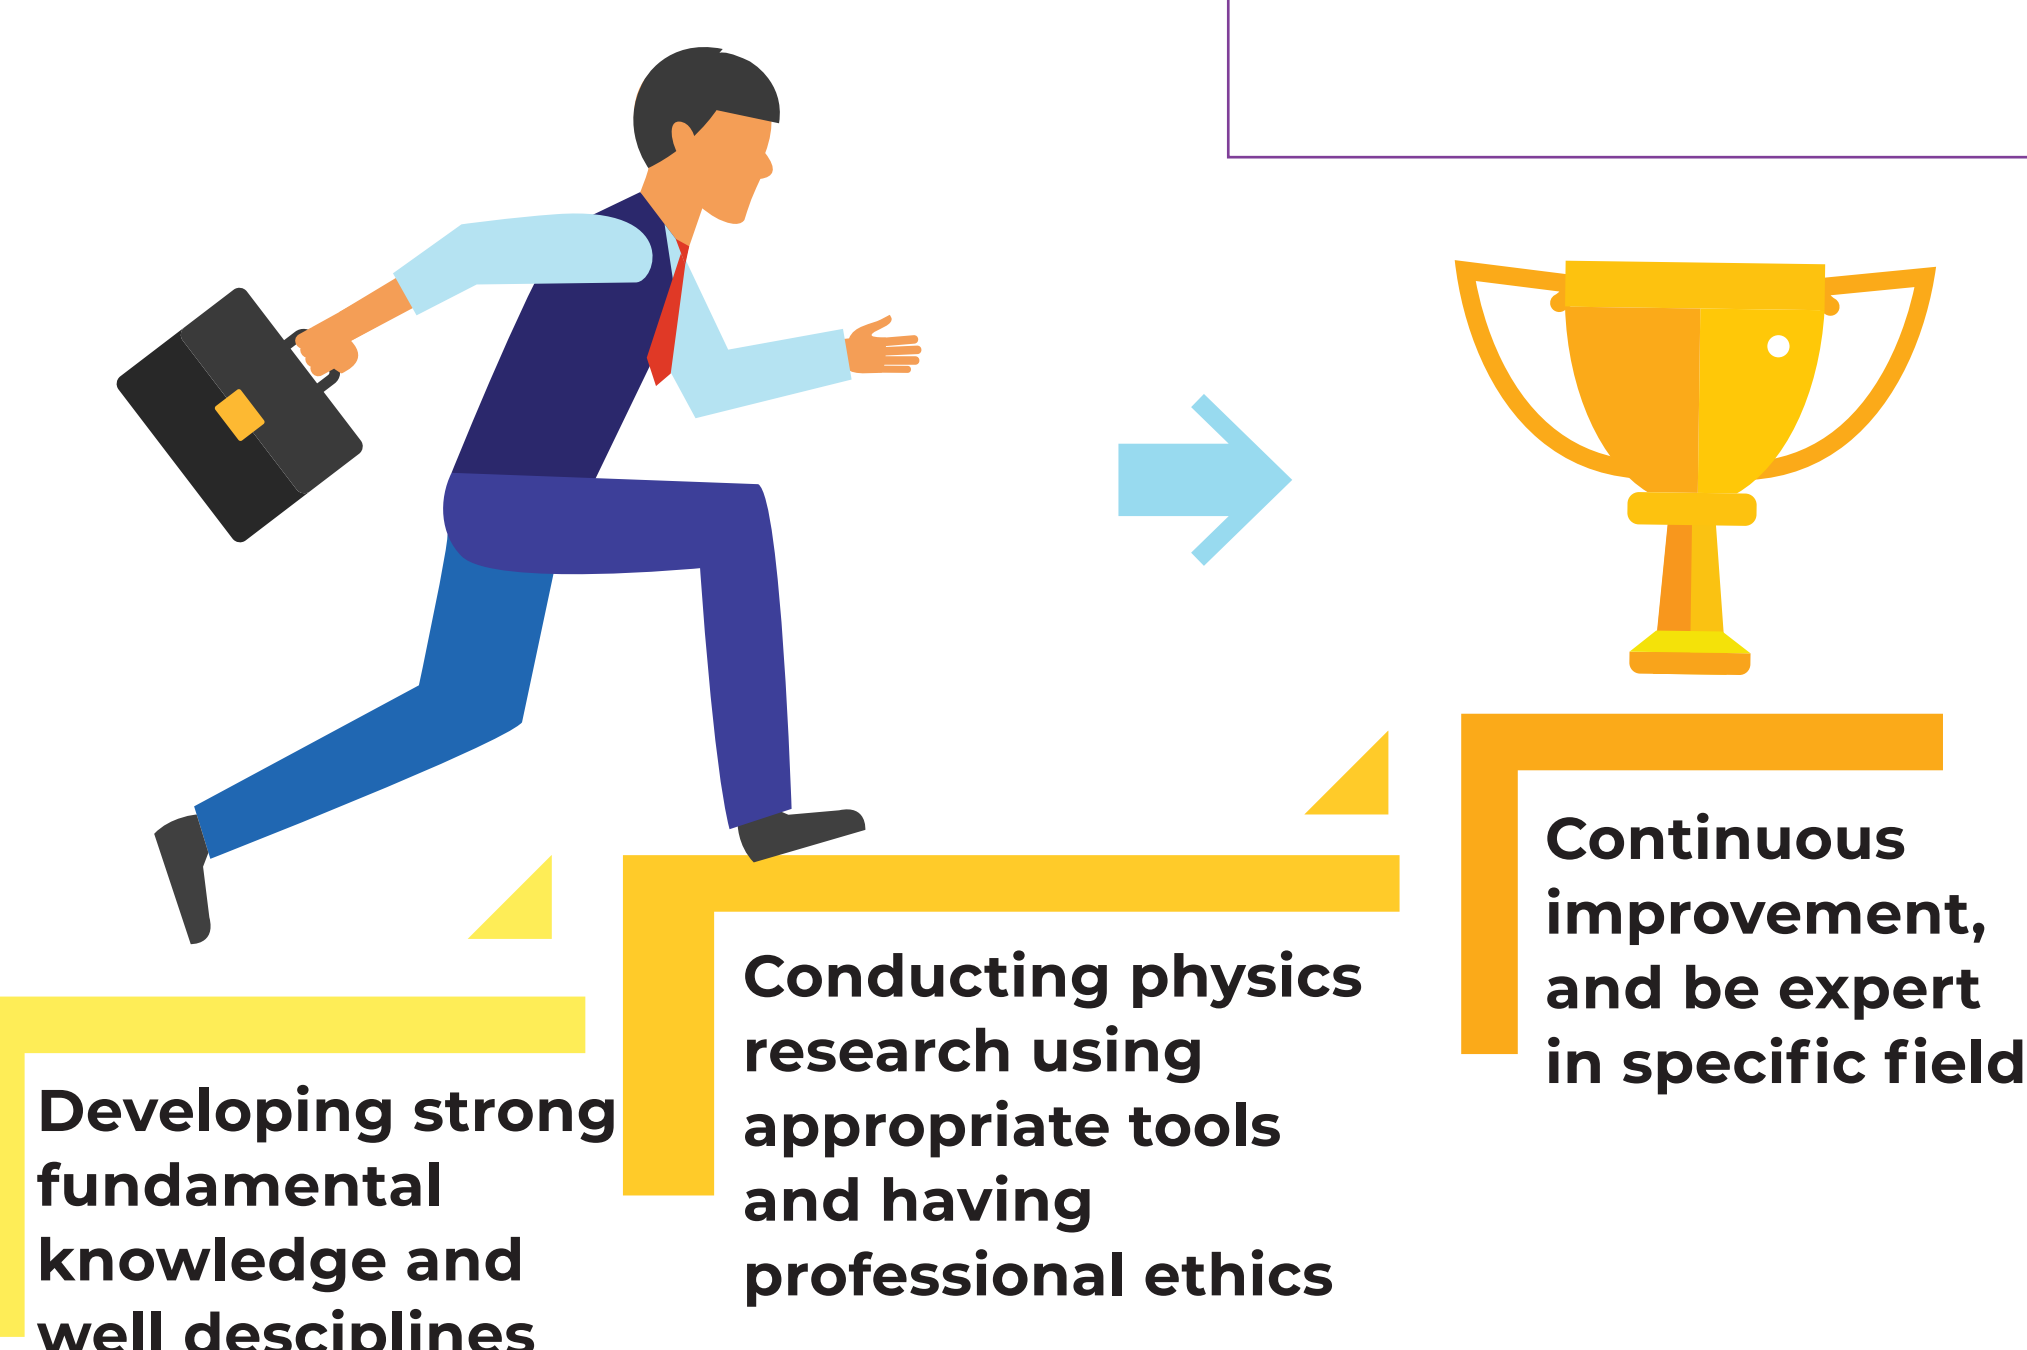 Developing strong
fundamental
knowledge and
well desciplines
Conducting physics
research using
appropriate tools
and having
professional ethics
Continuous
improvement,
and be expert
in specific field